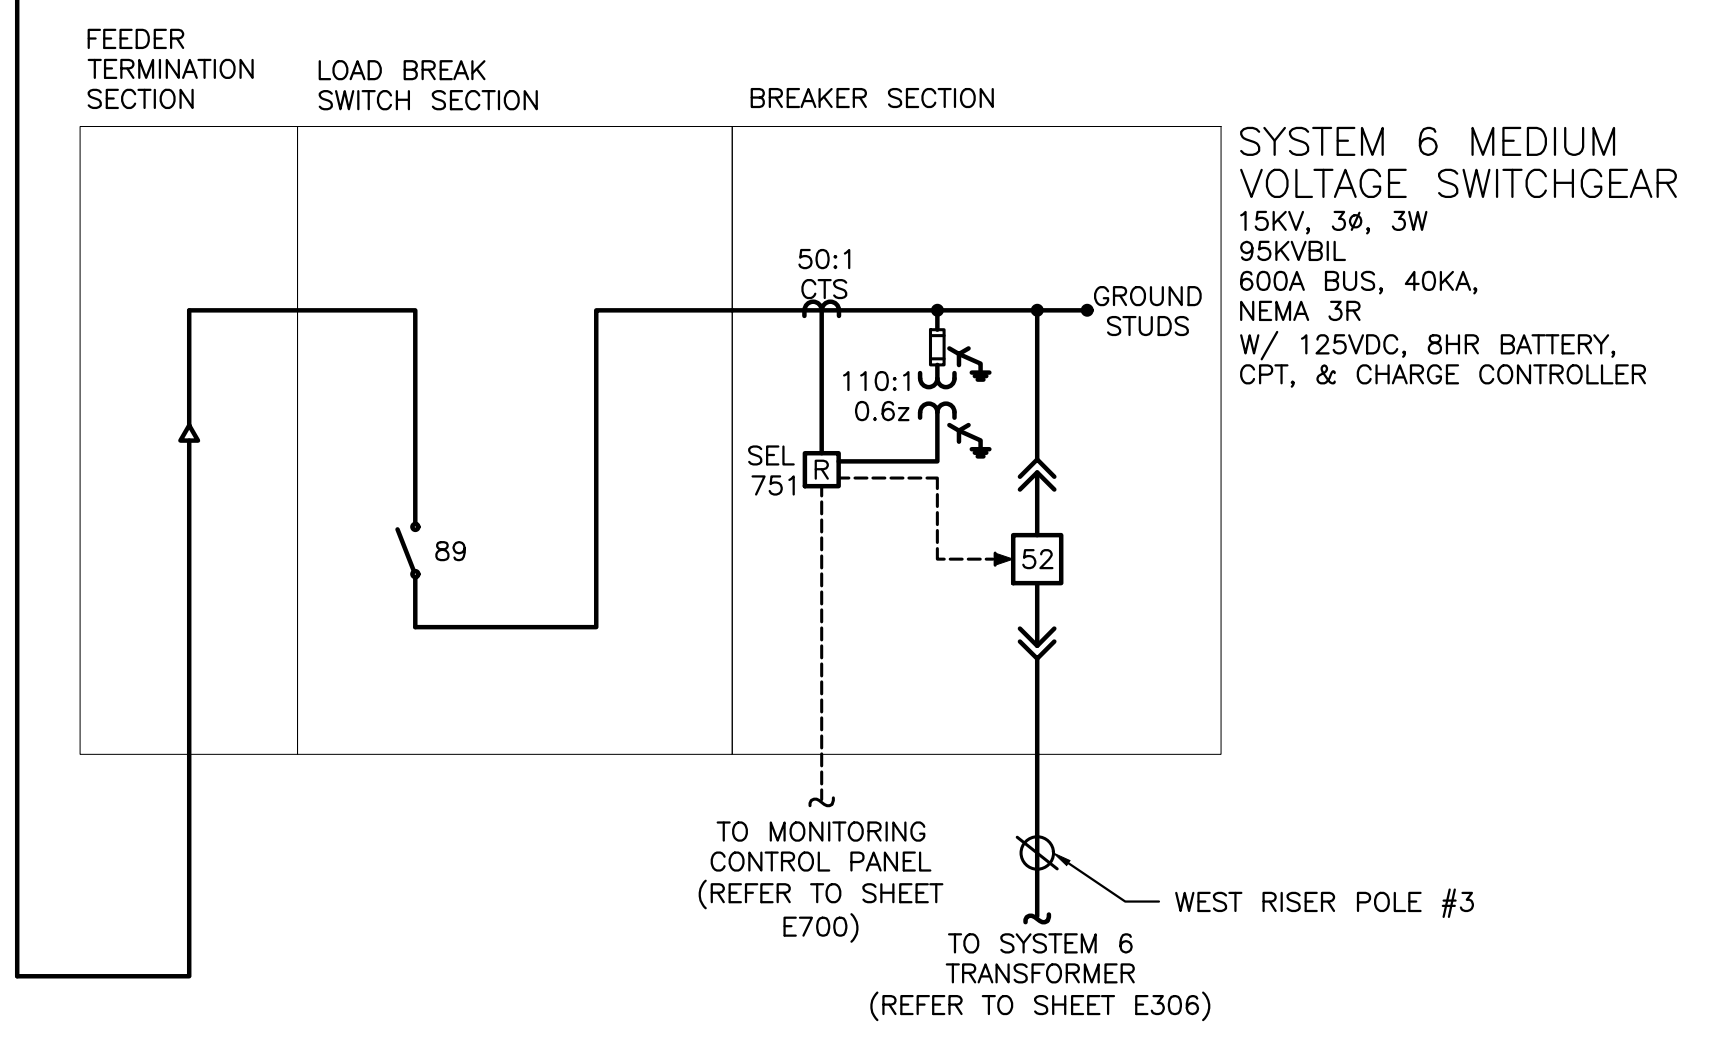 FEEDER
TERMINATION
SECTION
LOAD BREAK
SWITCH SECTION
BREAKER SECTION
SYSTEM 6 MEDIUM
VOLTAGE SWITCHGEAR
15KV, 3ø, 3W
95KVBIL
600A BUS, 40KA,
NEMA 3R
W/ 125VDC, 8HR BATTERY,
CPT, & CHARGE CONTROLLER
50:1
CTS
GROUND
STUDS
110:1
0.6z
SEL
751
R
89
52
TO MONITORING
CONTROL PANEL
(REFER TO SHEET
E700)
WEST RISER POLE #3
TO SYSTEM 6
TRANSFORMER
(REFER TO SHEET E306)